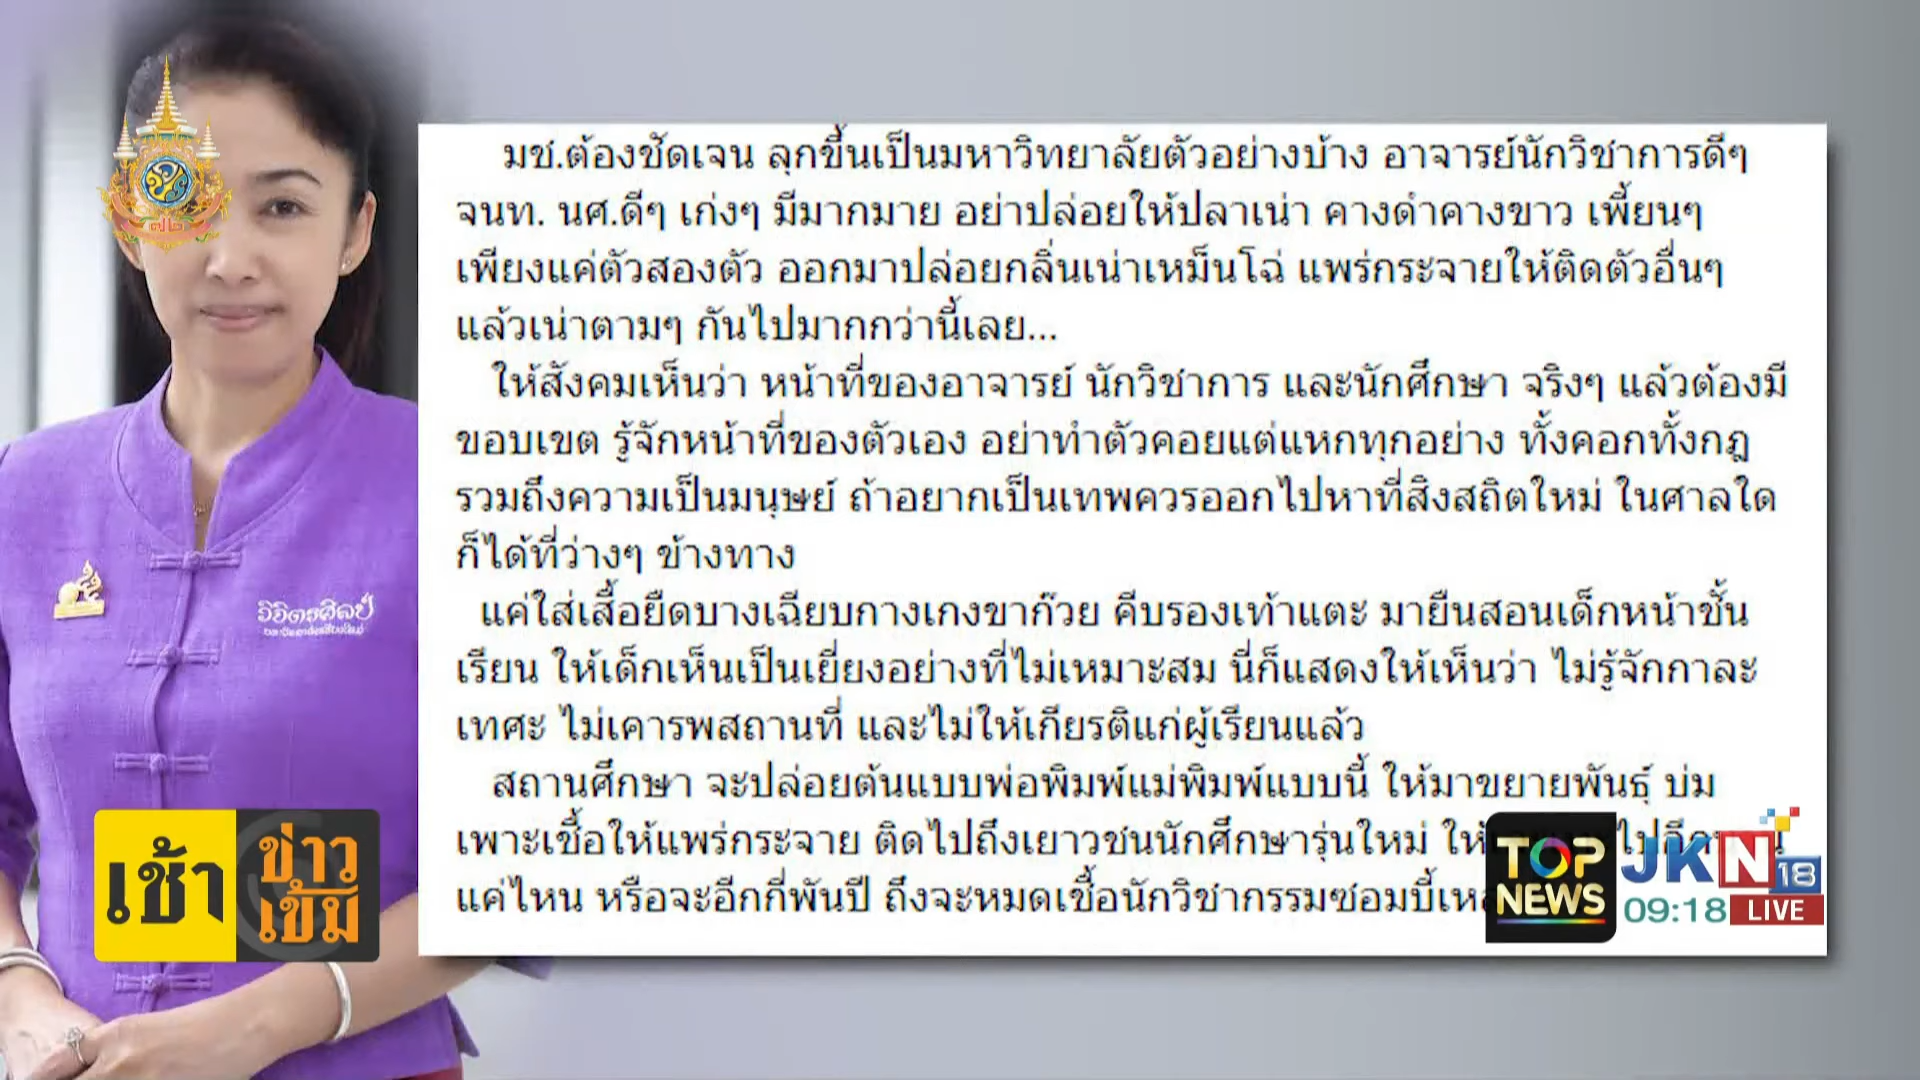 มช.ต้องชัดเจน ลุกขึ้นเป็นมหาวิทยาลัยตัวอย่างบ้าง อาจารย์นักวิชาการดีๆ
จนท. นศ.ดีๆ เก่งๆ มีมากมาย อย่าปล่อยให้ปลาเน่า คางดำคางขาว เพี้ยนๆ
เพียงแค่ตัวสองตัว ออกมาปล่อยกลิ่นเน่าเหม็นโฉ่ แพร่กระจายให้ติดตัวอื่นๆ
แล้วเน่าตามๆ กันไปมากกว่านี้เลย...
ให้สังคมเห็นว่า หน้าที่ของอาจารย์ นักวิชาการ และนักศึกษา จริงๆ แล้วต้องมี
ขอบเขต รู้จักหน้าที่ของตัวเอง อย่าทำตัวคอยแต่แหกทุกอย่าง ทั้งคอกทั้งกฎ
รวมถึงความเป็นมนุษย์ ถ้าอยากเป็นเทพควรออกไปหาที่สิงสถิตใหม่ ในศาลใด
ก็ได้ที่ว่างๆ ข้างทาง
แค่ใส่เสื้อยืดบางเฉียบกางเกงขาก๊วย คีบรองเท้าแตะ มายืนสอนเด็กหน้าชั้น
เรียน ให้เด็กเห็นเป็นเยี่ยงอย่างที่ไม่เหมาะสม นี่ก็แสดงให้เห็นว่า ไม่รู้จักกาละ
เทศะ ไม่เคารพสถานที่ และไม่ให้เกียรติแก่ผู้เรียนแล้ว
สถานศึกษา จะปล่อยต้นแบบพ่อพิมพ์แม่พิมพ์แบบนี้ ให้มาขยายพันธุ์ บ่ม
เพาะเชื้อให้แพร่กระจาย ติดไปถึงเยาวชนนักศึกษารุ่นใหม่
แค่ไหน หรือจะอีกกี่พันปี ถึงจะหมดเชื้อนักวิชากรรมซอมบี้
วิจิตรศิลป์
เช้า ข่าว
เข้ม
TOP
NEWS
JKN18
09:18 LIVE